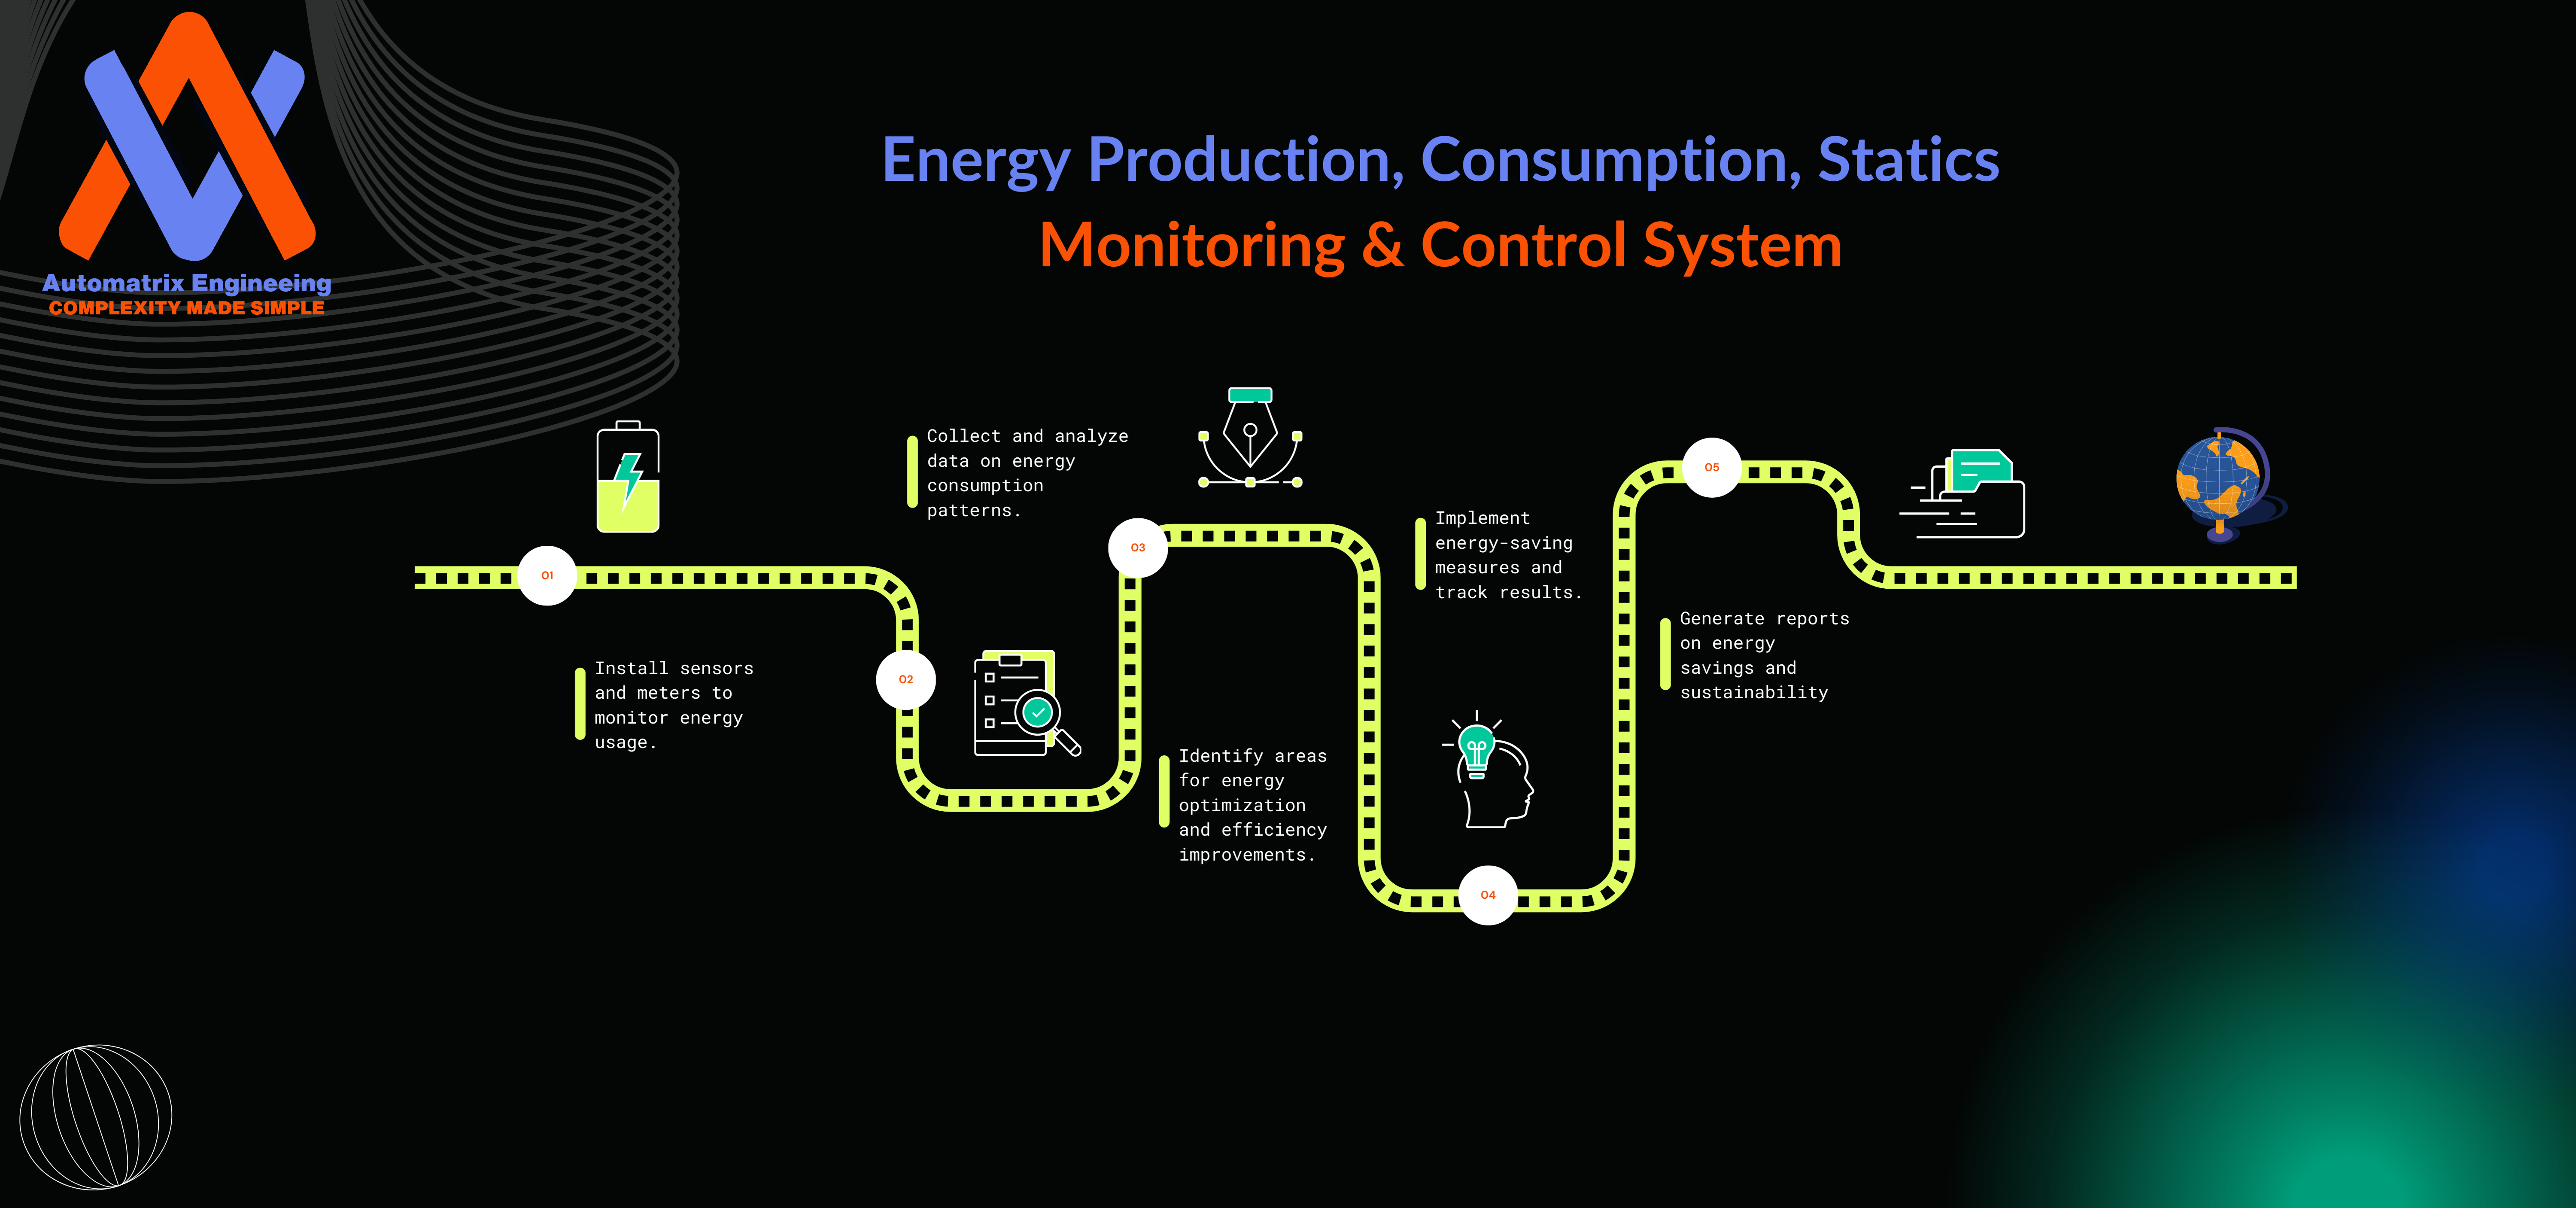 Automatrix Engineeing
COMPLEXITY MADE SIMPLE
Energy Production, Consumption, Statics
Monitoring & Control System
01
Install sensors
and meters to
monitor energy
usage.
02
Collect and analyze
data on energy
consumption
patterns.
03
Identify areas
for energy
optimization
and efficiency
improvements.
04
Implement
energy-saving
measures and
track results.
05
Generate reports
on energy
savings and
sustainability